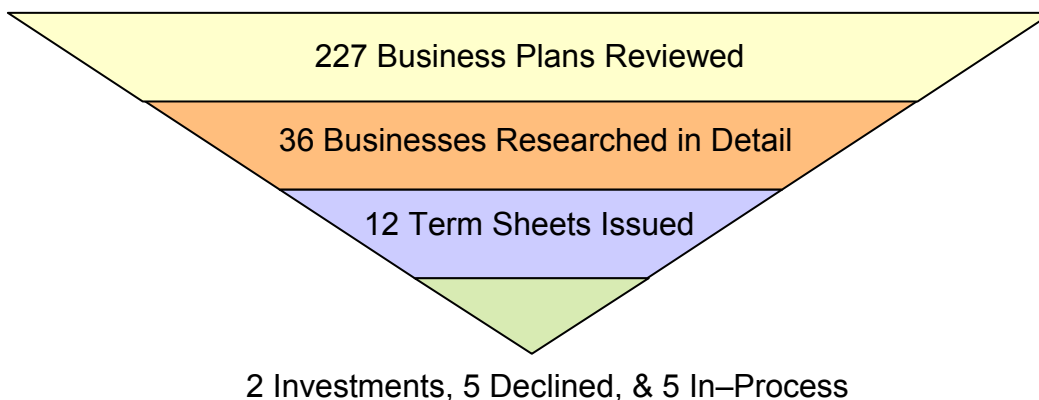 227 Business Plans Reviewed
36 Businesses Researched in Detail
12 Term Sheets Issued
2 Investments, 5 Declined, & 5 In–Process